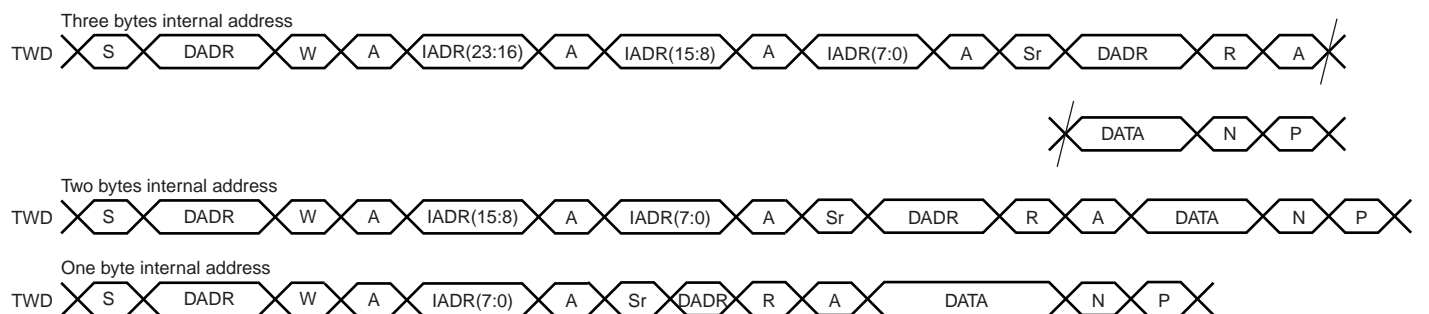 Three bytes internal address
TWD S DADR W A IADR(23:16) A IADR(15:8) A IADR(7:0) A Sr DADR R A
DATA N P
Two bytes internal address
TWD S DADR W A IADR(15:8) A IADR(7:0) A Sr DADR R A DATA N P
One byte internal address
TWD S DADR W A IADR(7:0) A Sr DADR R A DATA N P